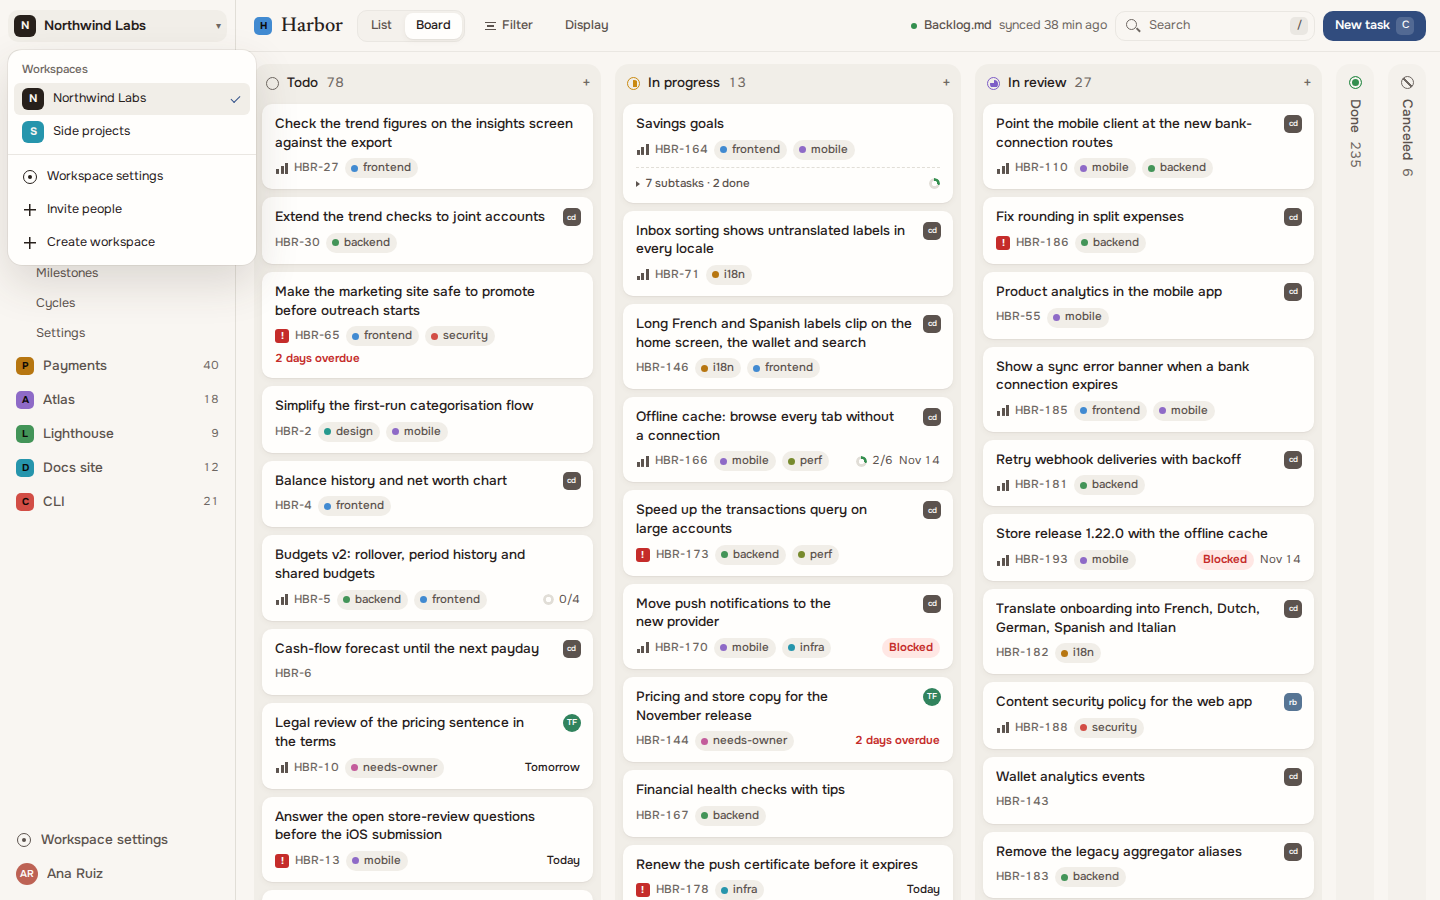 N Northwind Labs
Workspaces
N Northwind Labs
S Side projects
Workspace settings
Invite people
Create workspace
Milestones
Cycles
Settings
P Payments 40
A Atlas 18
L Lighthouse 9
D Docs site 12
C CLI 21
Workspace settings
AR Ana Ruiz
H Harbor
List Board Filter Display
Backlog.md synced 38 min ago
Search /
New task C
Todo 78 +
Check the trend figures on the insights screen
against the export
HBR-27 frontend
Extend the trend checks to joint accounts cd
HBR-30 backend
Make the marketing site safe to promote
before outreach starts
! HBR-65 frontend security
2 days overdue
Simplify the first-run categorisation flow
HBR-2 design mobile
Balance history and net worth chart cd
HBR-4 frontend
Budgets v2: rollover, period history and
shared budgets
HBR-5 backend frontend 0/4
Cash-flow forecast until the next payday cd
HBR-6
Legal review of the pricing sentence in TF
the terms
HBR-10 needs-owner Tomorrow
Answer the open store-review questions
before the iOS submission
! HBR-13 mobile Today
In progress 13 +
Savings goals
HBR-164 frontend mobile
7 subtasks · 2 done
Inbox sorting shows untranslated labels in cd
every locale
HBR-71 i18n
Long French and Spanish labels clip on the cd
home screen, the wallet and search
HBR-146 i18n frontend
Offline cache: browse every tab without cd
a connection
HBR-166 mobile perf 2/6 Nov 14
Speed up the transactions query on cd
large accounts
! HBR-173 backend perf
Move push notifications to the cd
new provider
HBR-170 mobile infra Blocked
Pricing and store copy for the TF
November release
HBR-144 needs-owner 2 days overdue
Financial health checks with tips
HBR-167 backend
Renew the push certificate before it expires
! HBR-178 infra Today
In review 27 +
Point the mobile client at the new bank- cd
connection routes
HBR-110 mobile backend
Fix rounding in split expenses cd
! HBR-186 backend
Product analytics in the mobile app cd
HBR-55 mobile
Show a sync error banner when a bank cd
connection expires
HBR-185 frontend mobile
Retry webhook deliveries with backoff cd
HBR-181 backend
Store release 1.22.0 with the offline cache
HBR-193 mobile Blocked Nov 14
Translate onboarding into French, Dutch, cd
German, Spanish and Italian
HBR-182 i18n
Content security policy for the web app rb
HBR-188 security
Wallet analytics events cd
HBR-143
Remove the legacy aggregator aliases cd
HBR-183 backend
Done 235
Canceled 6